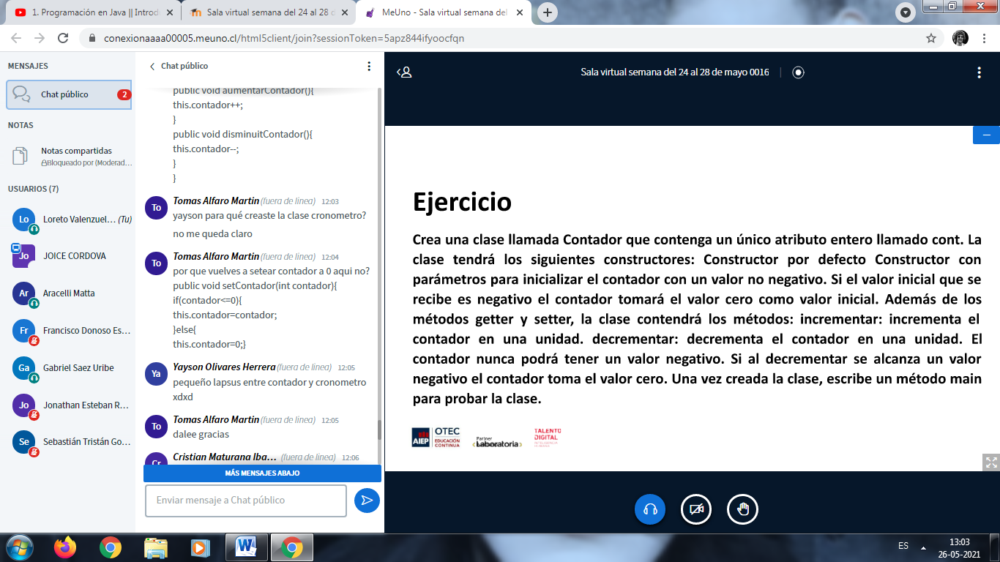 1. Programación en Java || Introd
Sala virtual semana del 24 al 28 d
MeUno - Sala virtual semana del
conexionaaaa00005.meuno.cl/html5client/join?sessionToken=5apz844ifyoocfqn
MENSAJES
Chat público
2
NOTAS
Notas compartidas
Bloqueado por (Moderad...
USUARIOS (7)
Lo
Loreto Valenzuel... (Tu)
Jo
JOICE CORDOVA
Ar
Aracelli Matta
Fr
Francisco Donoso Es...
Ga
Gabriel Saez Uribe
Jo
Jonathan Esteban R...
Se
Sebastián Tristán Go...
Chat público
public void aumentarContador(){
this.contador++;
}
public void disminuitContador(){
this.contador--;
}
}
To
Tomas Alfaro Martin (fuera de linea) 12:03
yayson para qué creaste la clase cronometro?
no me queda claro
To
Tomas Alfaro Martin (fuera de linea) 12:04
por que vuelves a setear contador a 0 aqui no?
public void setContador(int contador){
if(contador<=0){
this.contador=contador;
}else{
this.contador=0;}
Ya
Yayson Olivares Herrera (fuera de linea) 12:05
pequeño lapsus entre contador y cronometro
xdxd
To
Tomas Alfaro Martin (fuera de linea) 12:05
dalee gracias
Cr
Cristian Maturana Iba... (fuera de linea) 12:06
MÁS MENSAJES ABAJO
Enviar mensaje a Chat público
Sala virtual semana del 24 al 28 de mayo 0016
Ejercicio
Crea una clase llamada Contador que contenga un único atributo entero llamado cont. La
clase tendrá los siguientes constructores: Constructor por defecto Constructor con
parámetros para inicializar el contador con un valor no negativo. Si el valor inicial que se
recibe es negativo el contador tomará el valor cero como valor inicial. Además de los
métodos getter y setter, la clase contendrá los métodos: incrementar: incrementa el
contador en una unidad. decrementar: decrementa el contador en una unidad. El
contador nunca podrá tener un valor negativo. Si al decrementar se alcanza un valor
negativo el contador toma el valor cero. Una vez creada la clase, escribe un método main
para probar la clase.
AIEP
OTEC
EDUCACIÓN
CONTINUA
Partner
Laboratoria
TALENTO
DIGITAL
ES
13:03
26-05-2021